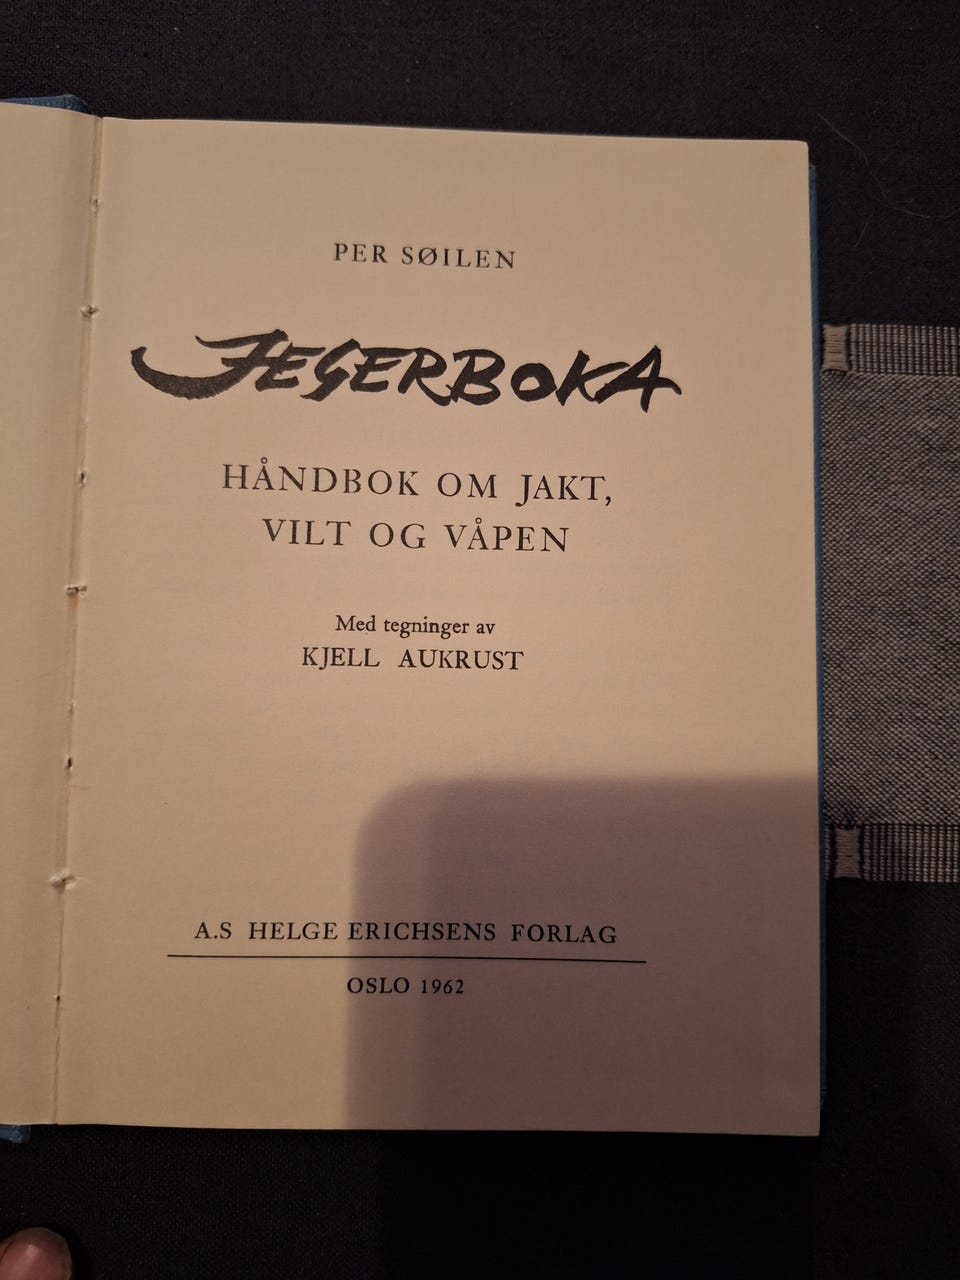 PER SØILEN
JEGERBOKA
HÅNDBOK OM JAKT,
VILT OG VÅPEN
Med tegninger av
KJELL AUKRUST
A.S HELGE ERICHSENS FORLAG
OSLO 1962